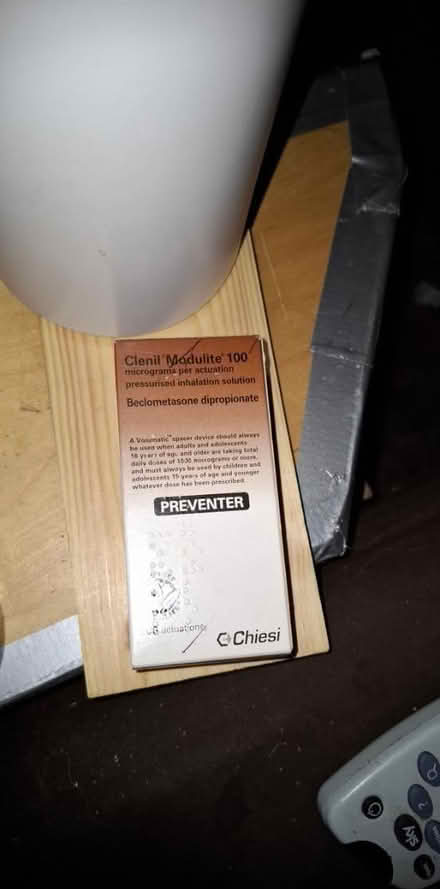 Clenil® Modulite® 100
micrograms per actuation
pressurised inhalation solution
Beclometasone dipropionate
A Volumatic™ spacer device should always
be used when adults and adolescents
16 years of age and older are taking total
daily doses of 1000 micrograms or more,
and must always be used by children and
adolescents 15 years of age and younger
whatever dose has been prescribed.
PREVENTER
actuations
Chiesi
sky